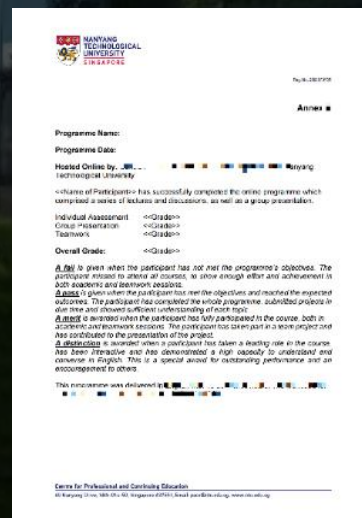 NANYANG
TECHNOLOGICAL
UNIVERSITY
SINGAPORE
Annex
Programme Name:
Programme Date:
Hosted Online by, Nanyang
Technological University
<<Name of Participant>> has successfully completed the online programme which
comprised a series of lectures and discussions, as well as a group presentation.
Individual Assessment <<Grade>>
Group Presentation <<Grade>>
Teamwork <<Grade>>
Overall Grade: <<Grade>>
A fail is given when the participant has not met the programme's objectives. The
participant missed to attend all courses, to show enough effort and achievement in
both academic and teamwork sessions.
A pass is given when the participant has met the objectives and reached the expected
outcomes. The participant has completed the whole programme, submitted projects in
due time and showed sufficient understanding of each topic.
A merit is awarded when the participant has fully participated in the course, both in
academic and teamwork sessions. The participant has taken part in a team project and
has contributed to the presentation of the project.
A distinction is awarded when a participant has taken a leading role in the course,
has been interactive and has demonstrated a high capacity to understand and
converse in English. This is a special award for outstanding performance and an
encouragement to others.
This programme was delivered in
Centre for Professional and Continuing Education